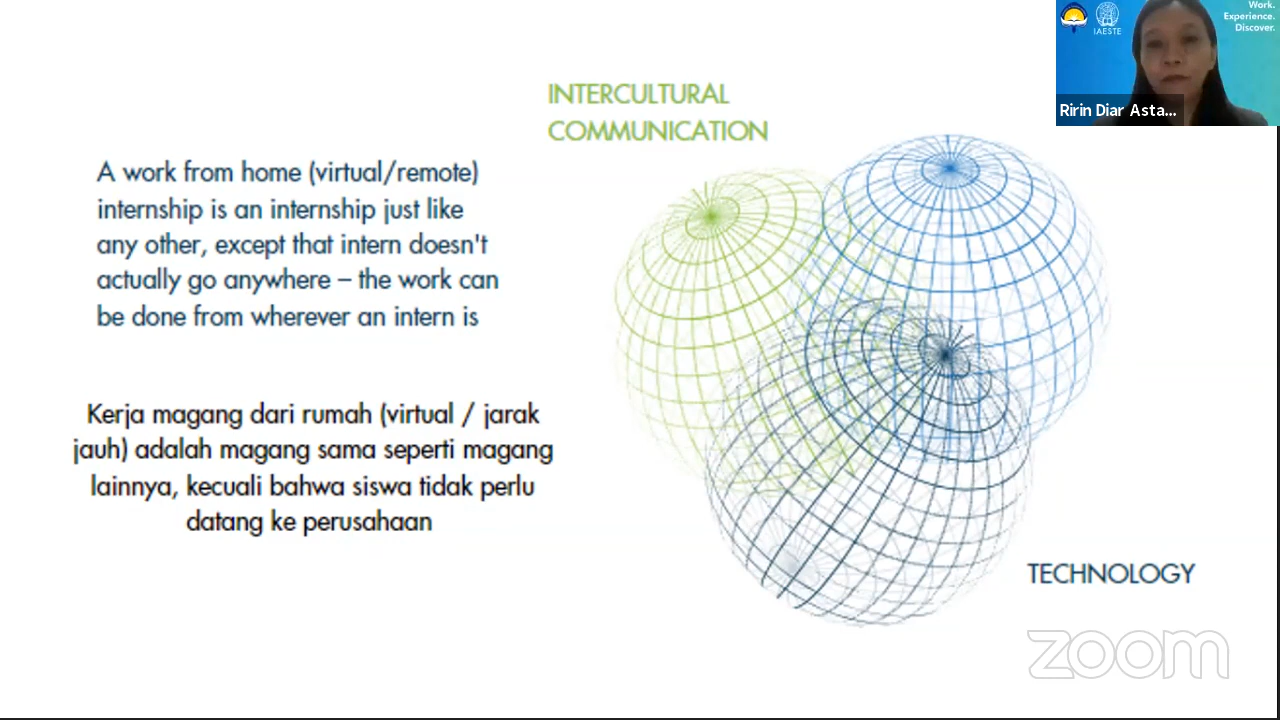 INTERCULTURAL
COMMUNICATION
A work from home (virtual/remote)
internship is an internship just like
any other, except that intern doesn't
actually go anywhere – the work can
be done from wherever an intern is
Kerja magang dari rumah (virtual / jarak
jauh) adalah magang sama seperti magang
lainnya, kecuali bahwa siswa tidak perlu
datang ke perusahaan
TECHNOLOGY
zoom
IAESTE
Work.
Experience.
Discover.
Ririn Diar Asta...